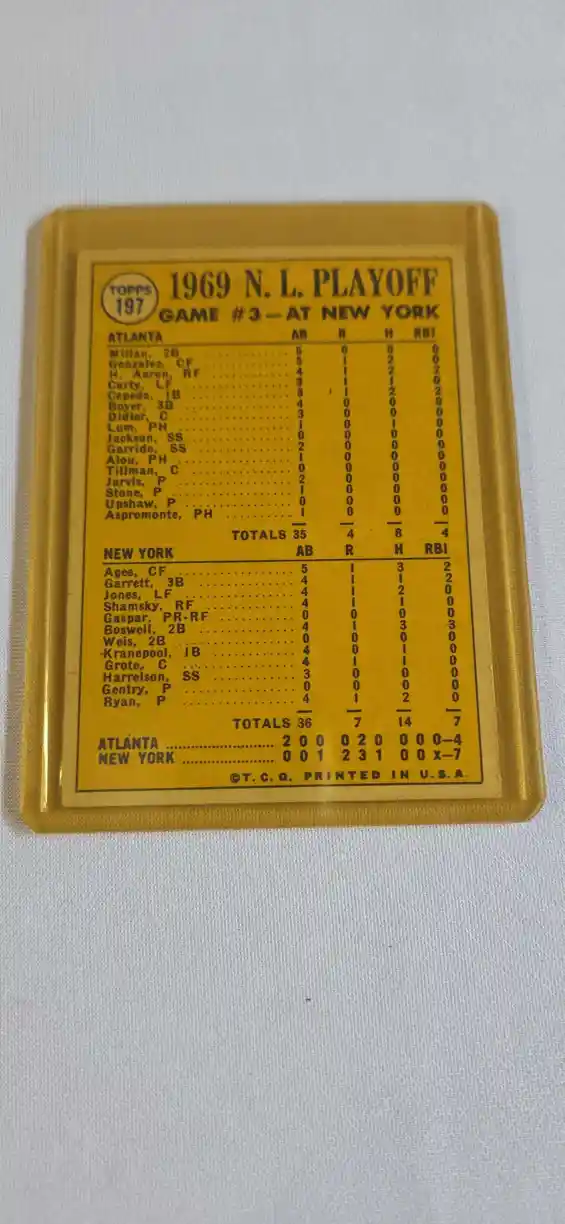 TOPPS
197
1969 N. L. PLAYOFF
GAME #3—AT NEW YORK
ATLANTA AB R H RBI
Millan, 2B .............. 5 0 0 0
Gonzalez, CF ........... 5 1 2 0
H. Aaron, RF ........... 4 1 2 2
Carty, LF ............... 3 1 1 0
Cepeda, 1B ............. 3 1 2 2
Boyer, 3B ............... 4 0 0 0
Didier, C ................ 3 0 0 0
Lum, PH ................ 1 0 1 0
Jackson, SS ............ 0 0 0 0
Garrido, SS ............ 2 0 0 0
Alou, PH ............... 1 0 0 0
Tillman, C .............. 0 0 0 0
Jarvis, P ................ 2 0 0 0
Stone, P ................ 1 0 0 0
Upshaw, P .............. 0 0 0 0
Aspromonte, PH ........ 1 0 0 0
TOTALS 35 4 8 4
NEW YORK AB R H RBI
Agee, CF ............... 5 1 3 2
Garrett, 3B ............ 4 1 1 2
Jones, LF .............. 4 1 2 0
Shamsky, RF ........... 4 1 1 0
Gaspar, PR-RF ......... 0 0 0 0
Boswell, 2B ............ 4 1 3 3
Weis, 2B ............... 0 0 0 0
Kranepool, 1B ......... 4 0 1 0
Grote, C ............... 4 1 1 0
Harrelson, SS ......... 3 0 0 0
Gentry, P .............. 0 0 0 0
Ryan, P ................ 4 1 2 0
TOTALS 36 7 14 7
ATLANTA ........................ 2 0 0 0 2 0 0 0 0—4
NEW YORK ..................... 0 0 1 2 3 1 0 0 x—7
©T. C. G. PRINTED IN U. S. A.